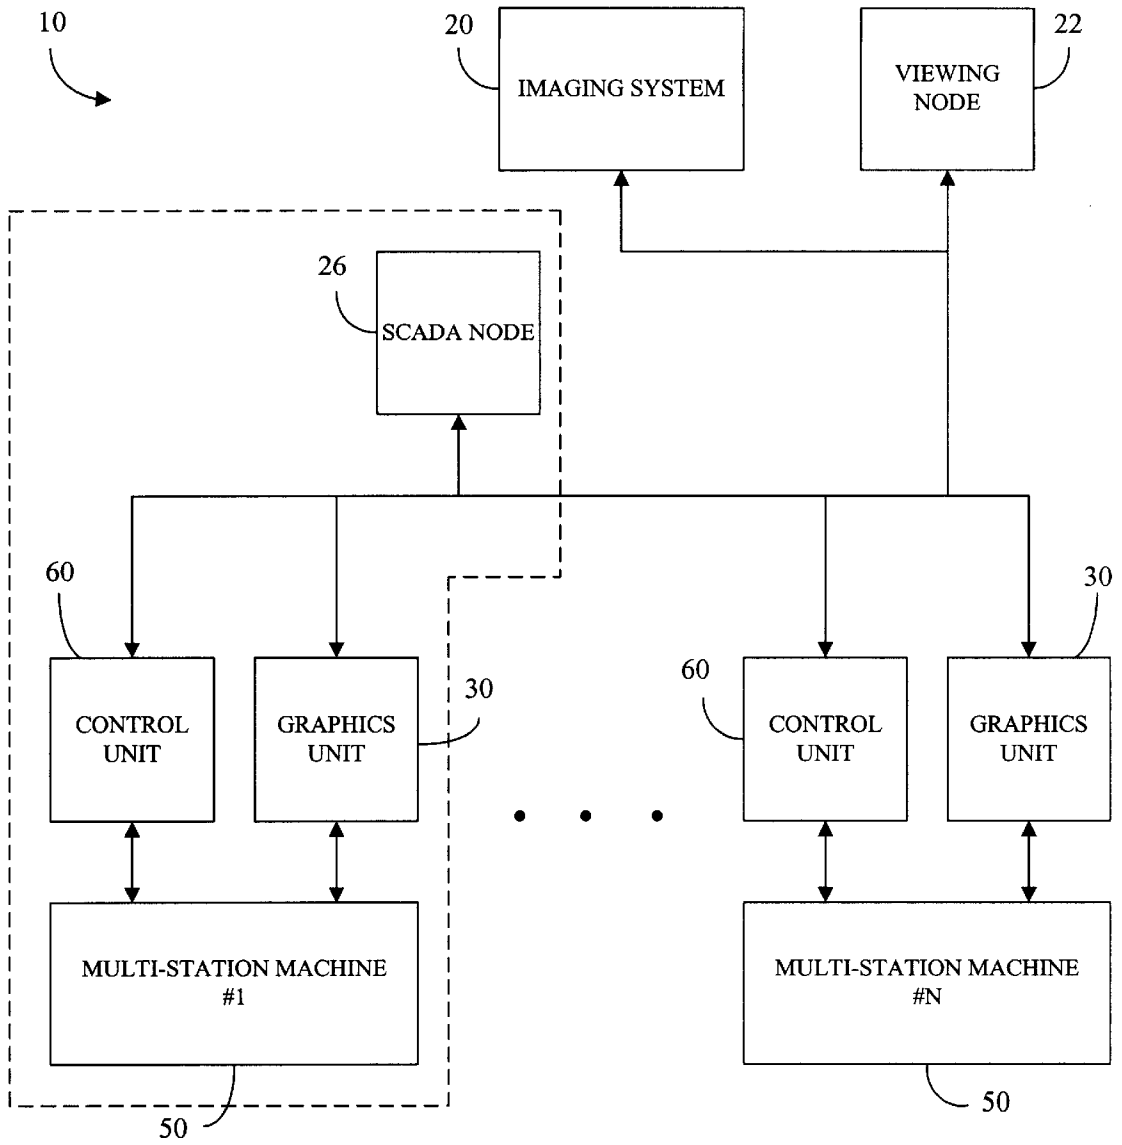 10
20
22
IMAGING SYSTEM
VIEWING
NODE
26
SCADA NODE
60
30
CONTROL
UNIT
GRAPHICS
UNIT
30
60
CONTROL
UNIT
GRAPHICS
UNIT
MULTI-STATION MACHINE
#1
MULTI-STATION MACHINE
#N
50
50